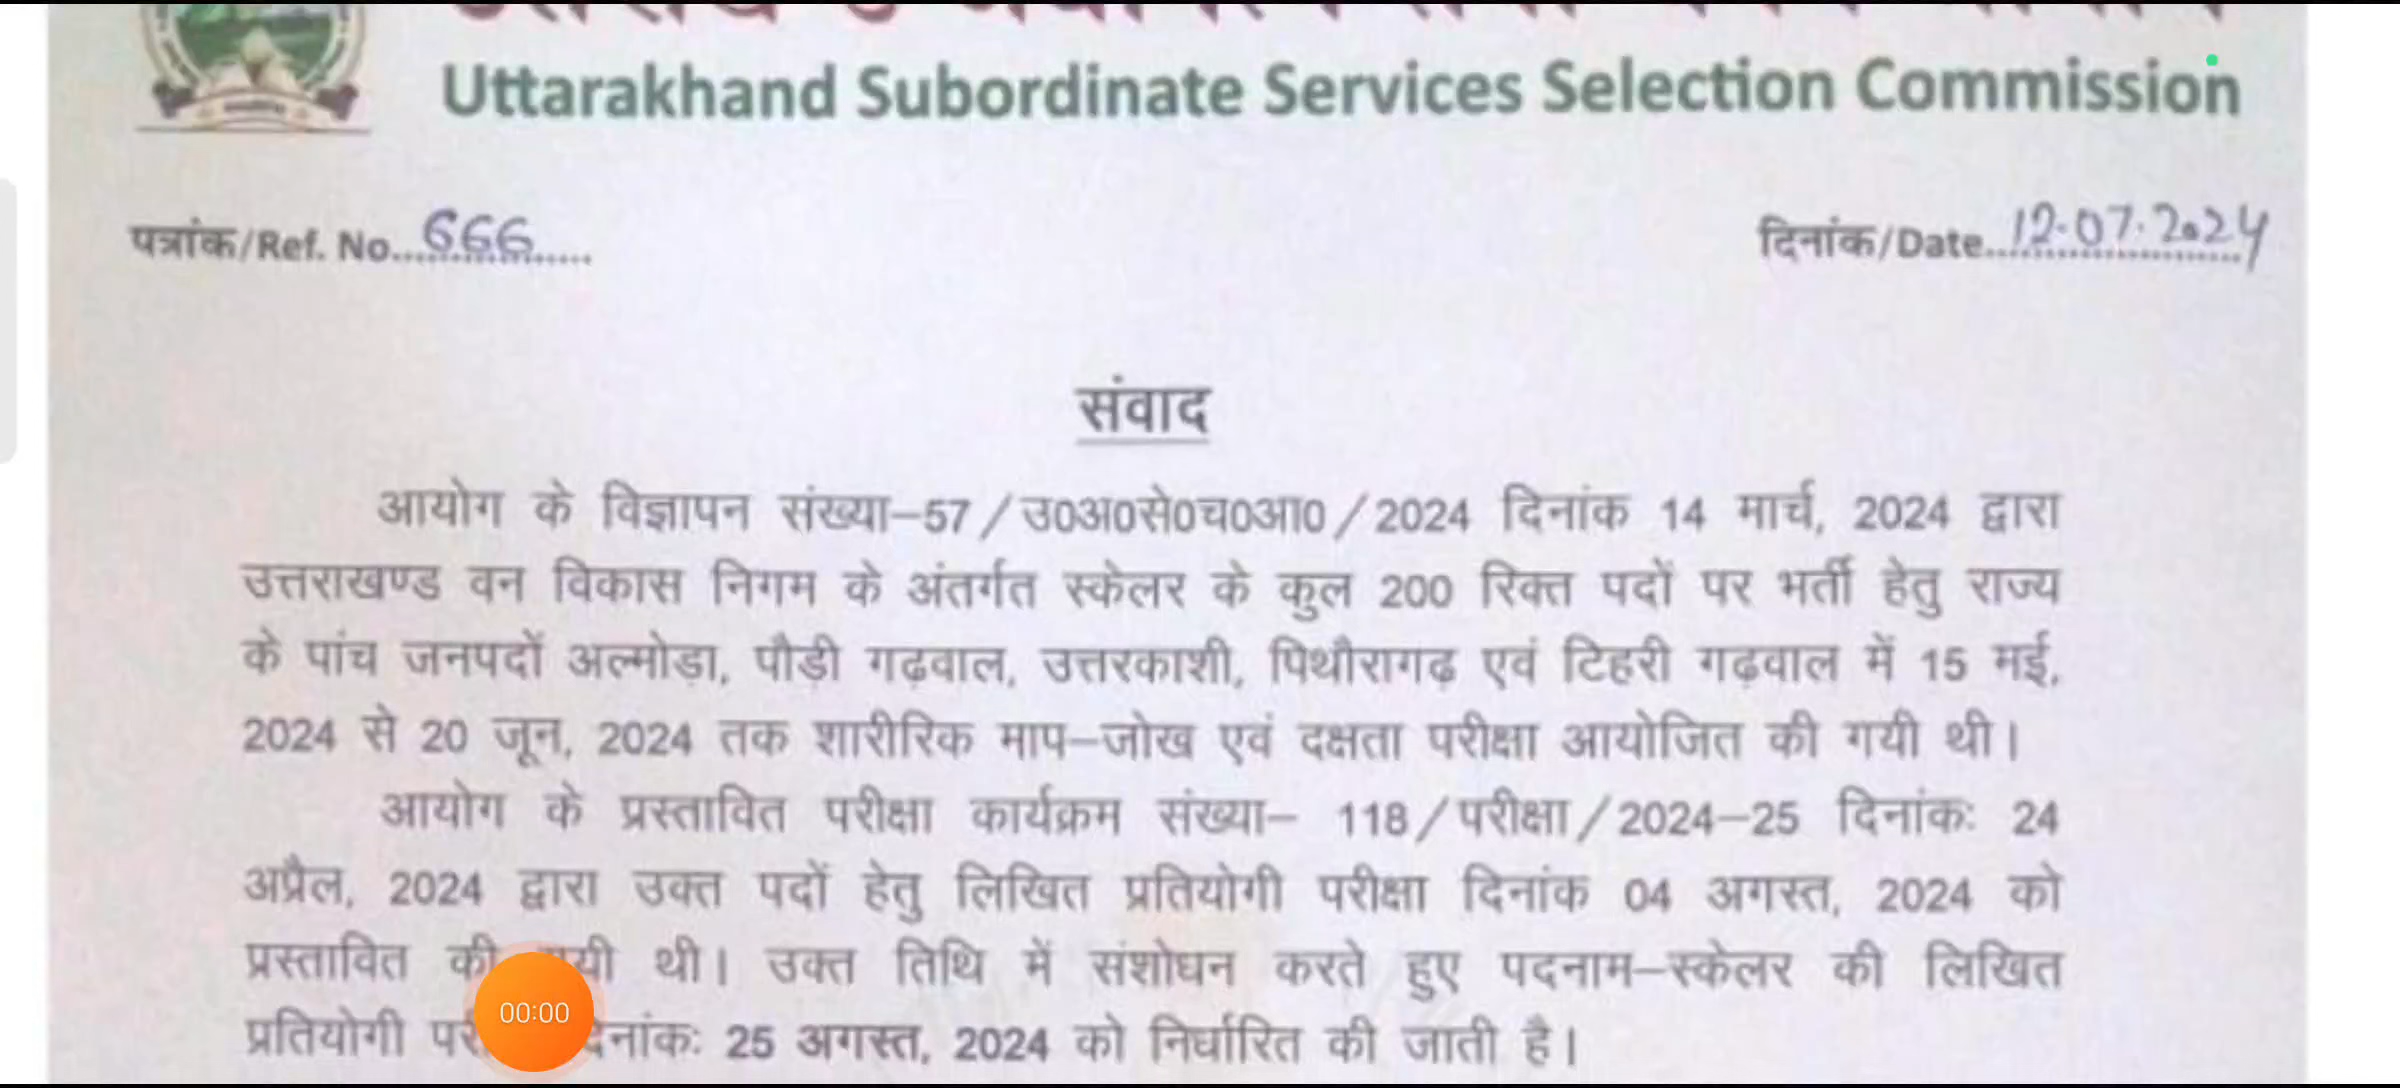 Uttarakhand Subordinate Services Selection Commission
पत्रांक/Ref. No...666......
दिनांक/Date..12.07.2024
संवाद
आयोग के विज्ञापन संख्या–57/उ0अ0से0च0आ0/2024 दिनांक 14 मार्च, 2024 द्वारा
उत्तराखण्ड वन विकास निगम के अंतर्गत स्केलर के कुल 200 रिक्त पदों पर भर्ती हेतु राज्य
के पांच जनपदों अल्मोड़ा, पौड़ी गढ़वाल, उत्तरकाशी, पिथौरागढ़ एवं टिहरी गढ़वाल में 15 मई,
2024 से 20 जून, 2024 तक शारीरिक माप–जोख एवं दक्षता परीक्षा आयोजित की गयी थी।
आयोग के प्रस्तावित परीक्षा कार्यक्रम संख्या– 118/परीक्षा/2024–25 दिनांकः 24
अप्रैल, 2024 द्वारा उक्त पदों हेतु लिखित प्रतियोगी परीक्षा दिनांक 04 अगस्त, 2024 को
प्रस्तावित की थी। उक्त तिथि में संशोधन करते हुए पदनाम–स्केलर की लिखित
प्रतियोगी 25 अगस्त, 2024 को निर्धारित की जाती है।
00:00